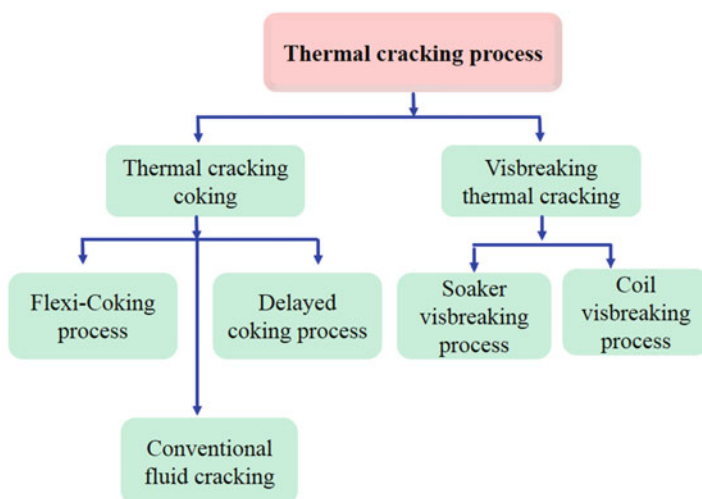 Thermal cracking process
Thermal cracking
coking
Visbreaking
thermal cracking
Flexi-Coking
process
Delayed
coking process
Soaker
visbreaking
process
Coil
visbreaking
process
Conventional
fluid cracking